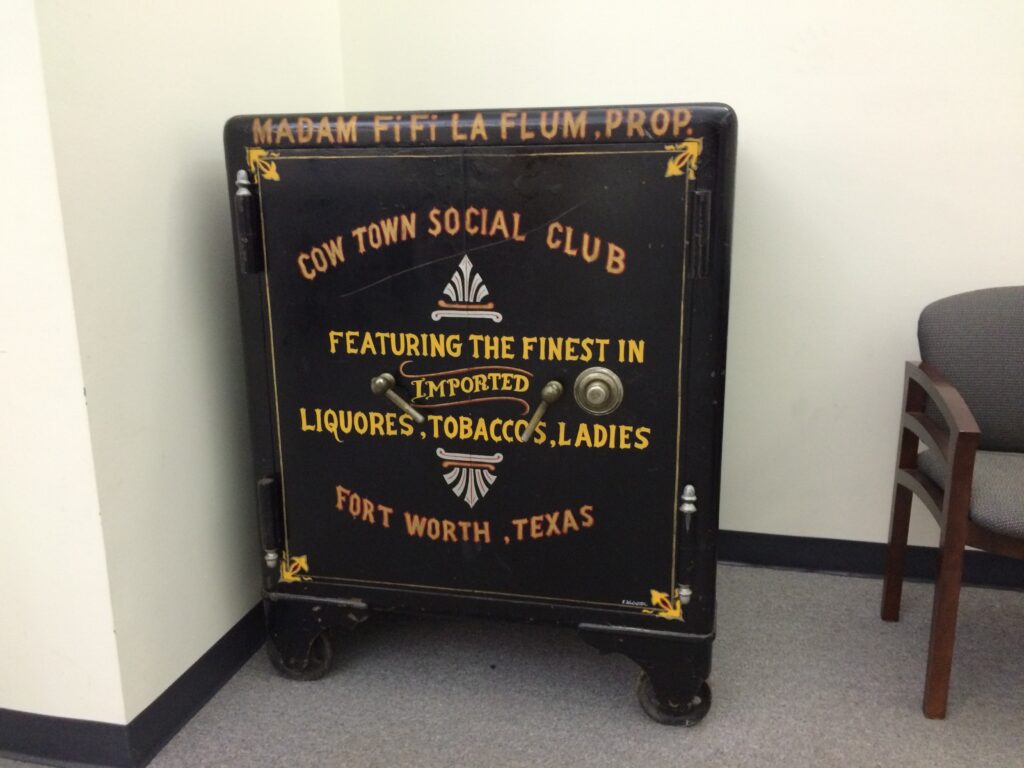 MADAM FiFi LA FLUM, PROP.
COW TOWN SOCIAL CLUB
FEATURING THE FINEST IN
IMPORTED
LIQUORES, TOBACCOS, LADIES
FORT WORTH, TEXAS